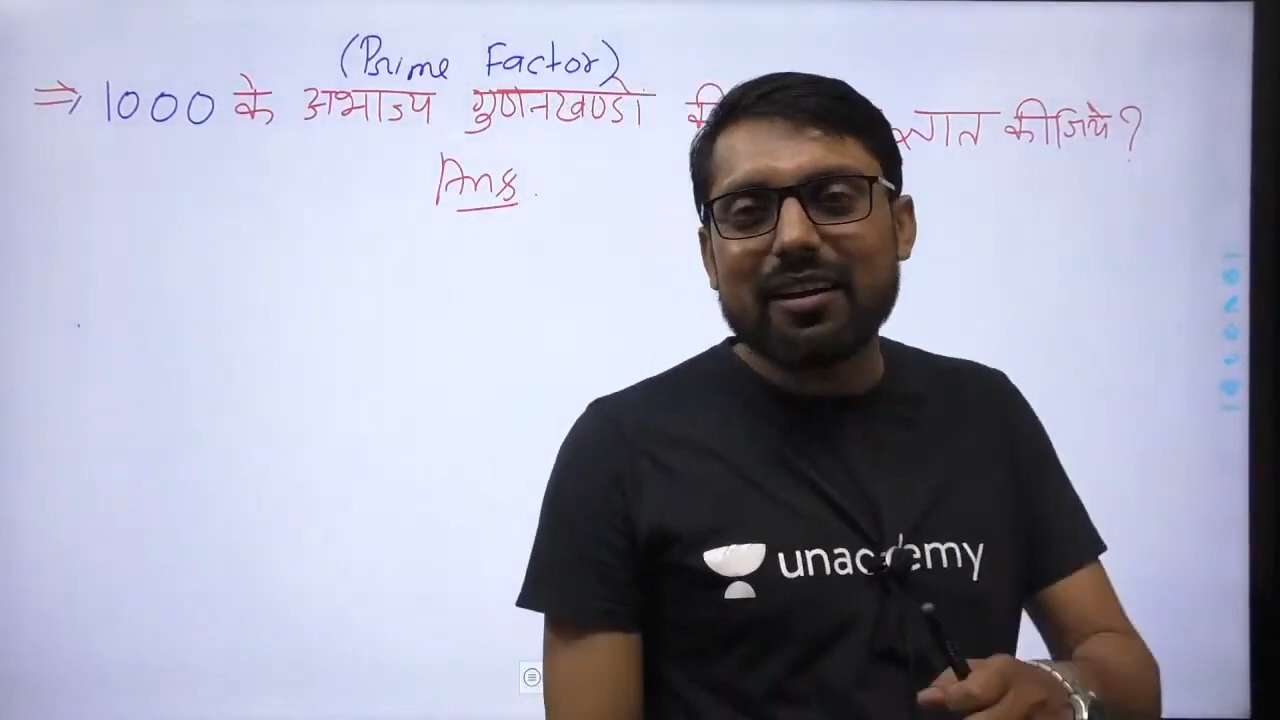 (Prime Factor)
⇒ 1000 के अभाज्य गुणनखण्डो की ज्ञात कीजिये ?
Ans
unacademy